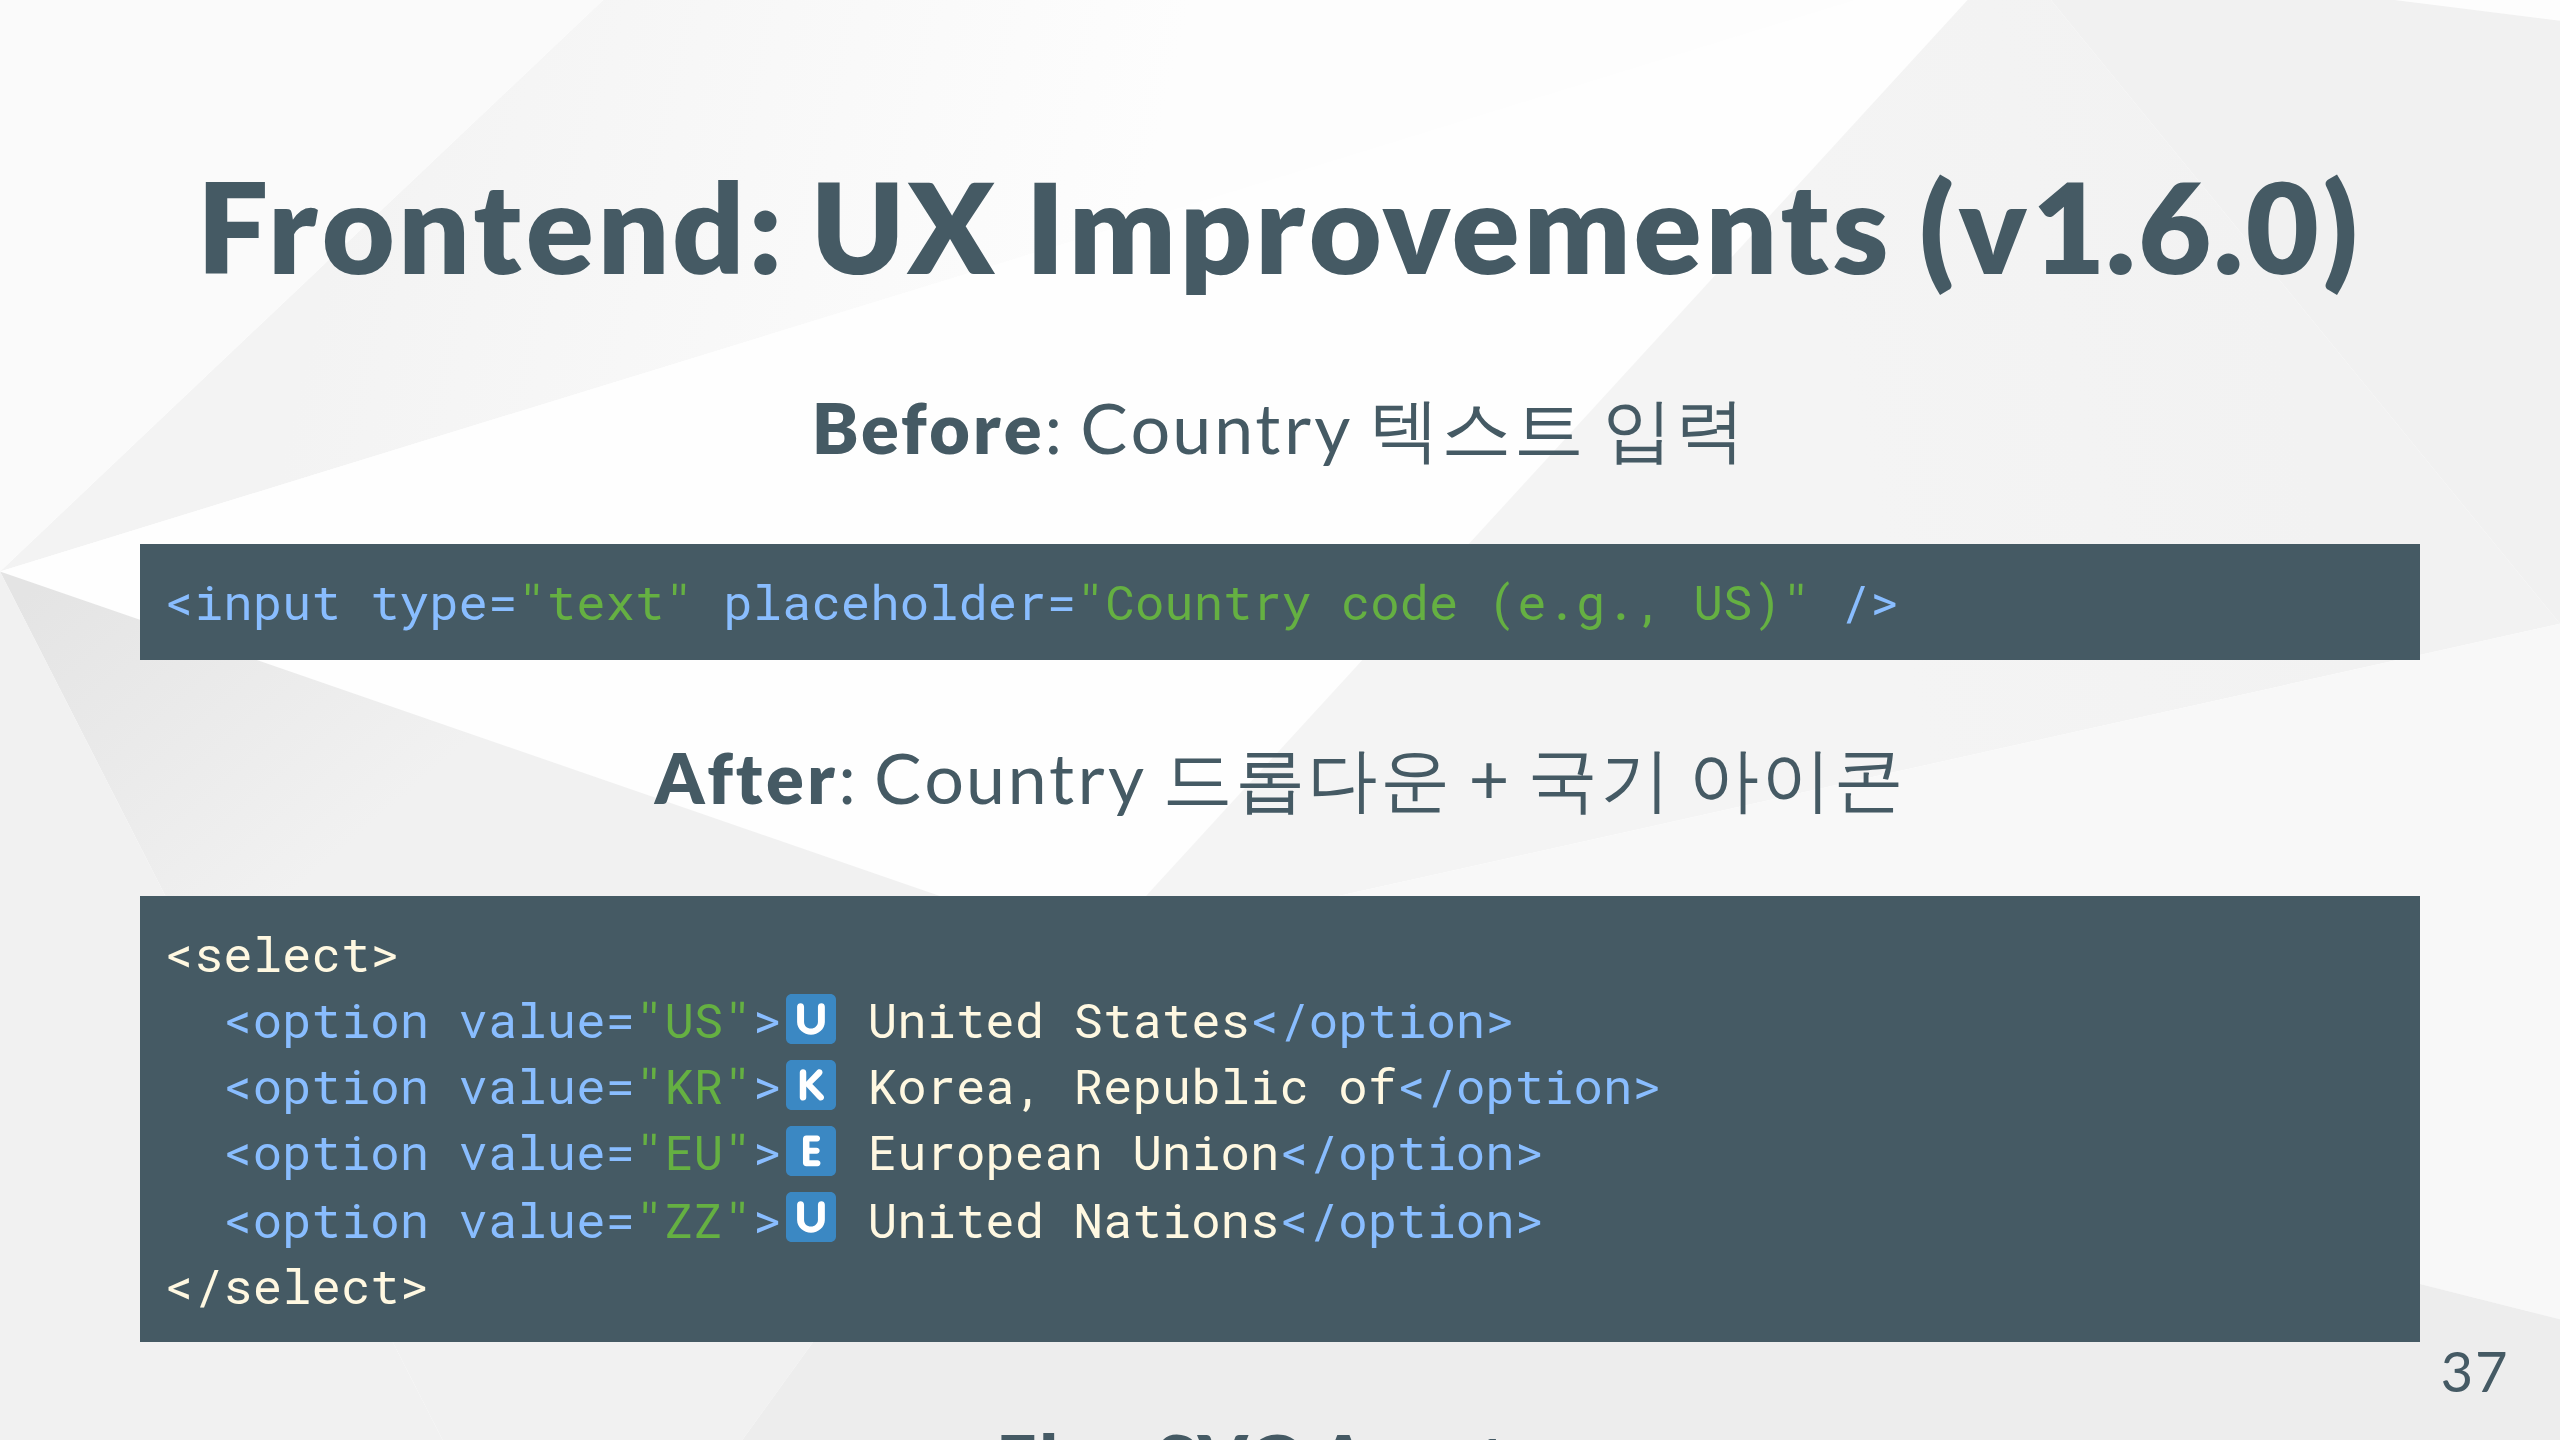 Frontend: UX Improvements (v1.6.0)
Before: Country 텍스트 입력
<input type="text" placeholder="Country code (e.g., US)" />
After: Country 드롭다운 + 국기 아이콘
<select>
  <option value="US">🇺 United States</option>
  <option value="KR">🇰 Korea, Republic of</option>
  <option value="EU">🇪 European Union</option>
  <option value="ZZ">🇺 United Nations</option>
</select>
37